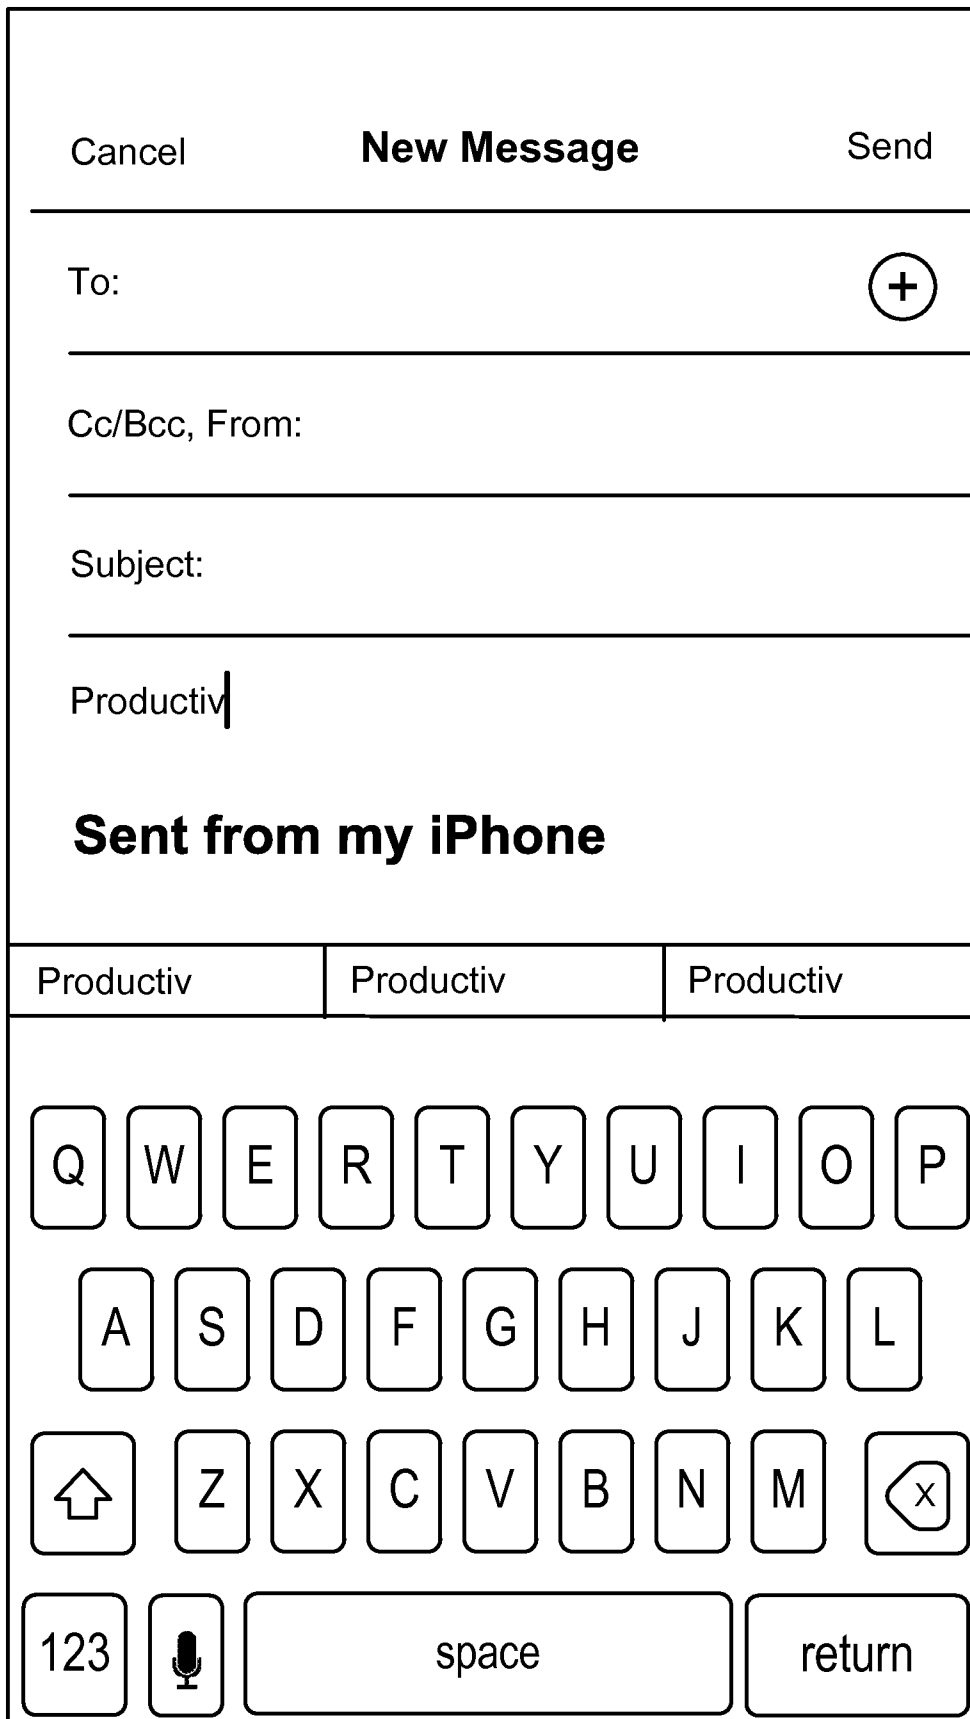 Cancel New Message Send
To: +
Cc/Bcc, From:
Subject:
Productiv
Sent from my iPhone
Productiv Productiv Productiv
Q W E R T Y U I O P
A S D F G H J K L
Z X C V B N M X
123 space return